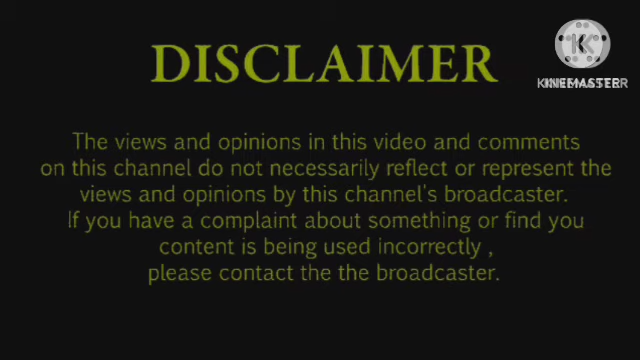 DISCLAIMER
KINEMASTER
The views and opinions in this video and comments
on this channel do not necessarily reflect or represent the
views and opinions by this channel's broadcaster.
If you have a complaint about something or find you
content is being used incorrectly ,
please contact the the broadcaster.